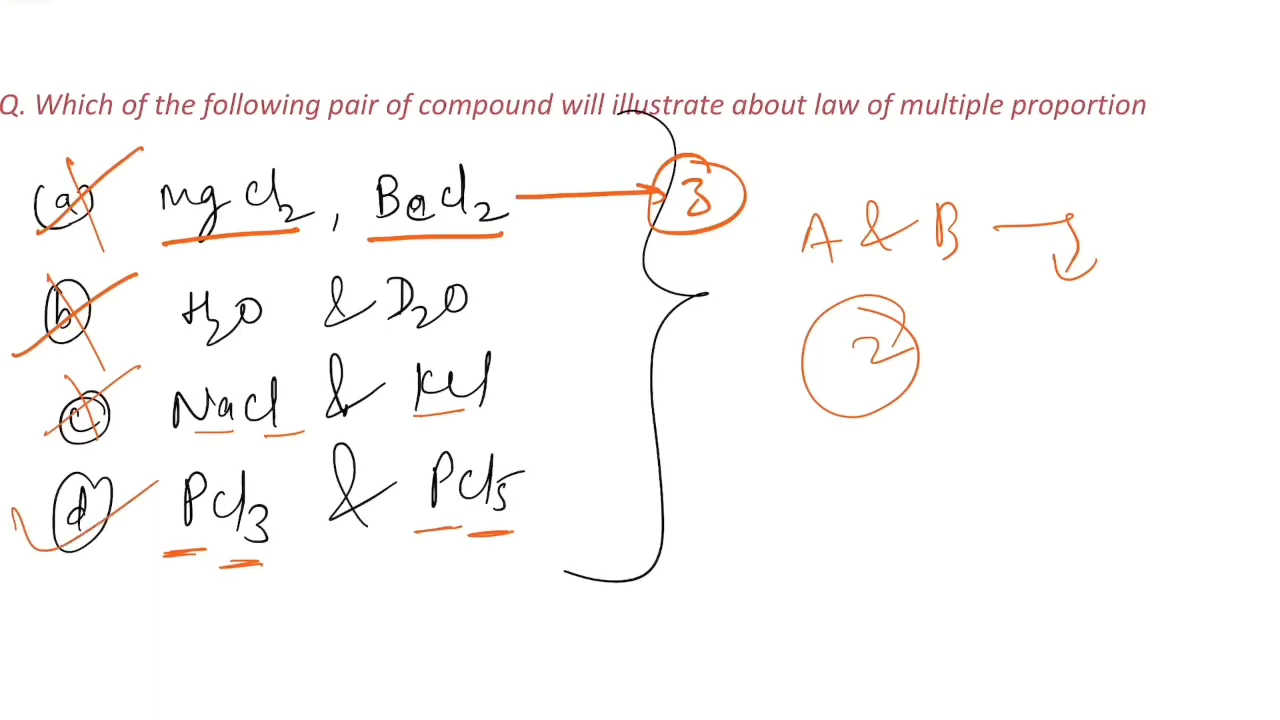 Q. Which of the following pair of compound will illustrate about law of multiple proportion
(a) MgCl2, BaCl2 → 3
A & B →
(b) H2O & D2O
2
(c) NaCl & KCl
(d) PCl3 & PCl5